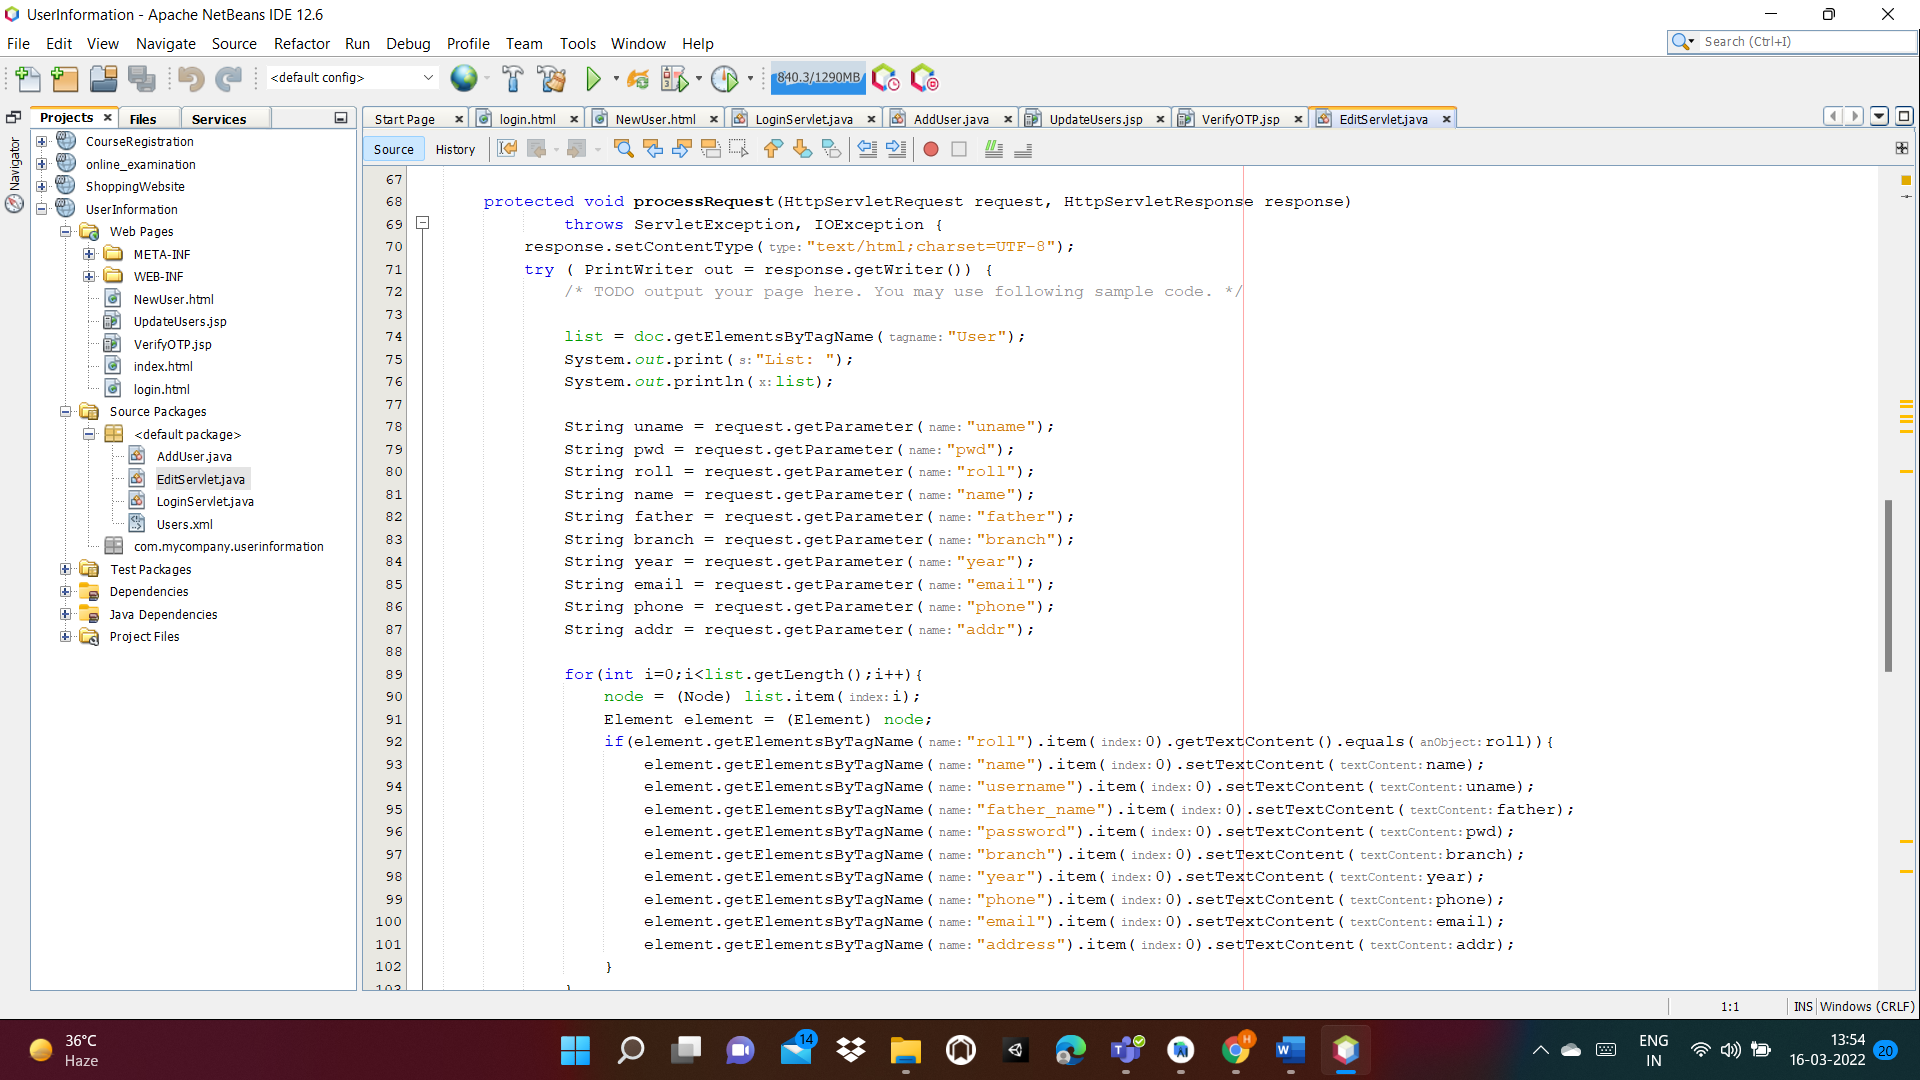 UserInformation - Apache NetBeans IDE 12.6
File Edit View Navigate Source Refactor Run Debug Profile Team Tools Window Help
Search (Ctrl+I)
<default config>
840.3/1290MB
Projects Files Services
Start Page login.html NewUser.html LoginServlet.java AddUser.java UpdateUsers.jsp VerifyOTP.jsp EditServlet.java
Source History
Navigator
CourseRegistration
online_examination
ShoppingWebsite
UserInformation
Web Pages
META-INF
WEB-INF
NewUser.html
UpdateUsers.jsp
VerifyOTP.jsp
index.html
login.html
Source Packages
<default package>
AddUser.java
EditServlet.java
LoginServlet.java
Users.xml
com.mycompany.userinformation
Test Packages
Dependencies
Java Dependencies
Project Files
67
68 protected void processRequest(HttpServletRequest request, HttpServletResponse response)
69 throws ServletException, IOException {
70 response.setContentType(type:"text/html;charset=UTF-8");
71 try ( PrintWriter out = response.getWriter()) {
72 /* TODO output your page here. You may use following sample code. */
73
74 list = doc.getElementsByTagName(tagname:"User");
75 System.out.print(s:"List: ");
76 System.out.println(x:list);
77
78 String uname = request.getParameter(name:"uname");
79 String pwd = request.getParameter(name:"pwd");
80 String roll = request.getParameter(name:"roll");
81 String name = request.getParameter(name:"name");
82 String father = request.getParameter(name:"father");
83 String branch = request.getParameter(name:"branch");
84 String year = request.getParameter(name:"year");
85 String email = request.getParameter(name:"email");
86 String phone = request.getParameter(name:"phone");
87 String addr = request.getParameter(name:"addr");
88
89 for(int i=0;i<list.getLength();i++){
90 node = (Node) list.item(index:i);
91 Element element = (Element) node;
92 if(element.getElementsByTagName(name:"roll").item(index:0).getTextContent().equals(anObject:roll)){
93 element.getElementsByTagName(name:"name").item(index:0).setTextContent(textContent:name);
94 element.getElementsByTagName(name:"username").item(index:0).setTextContent(textContent:uname);
95 element.getElementsByTagName(name:"father_name").item(index:0).setTextContent(textContent:father);
96 element.getElementsByTagName(name:"password").item(index:0).setTextContent(textContent:pwd);
97 element.getElementsByTagName(name:"branch").item(index:0).setTextContent(textContent:branch);
98 element.getElementsByTagName(name:"year").item(index:0).setTextContent(textContent:year);
99 element.getElementsByTagName(name:"phone").item(index:0).setTextContent(textContent:phone);
100 element.getElementsByTagName(name:"email").item(index:0).setTextContent(textContent:email);
101 element.getElementsByTagName(name:"address").item(index:0).setTextContent(textContent:addr);
102 }
103 }
1:1 INS Windows (CRLF)
36°C
Haze
14
ENG
IN
13:54
16-03-2022
20